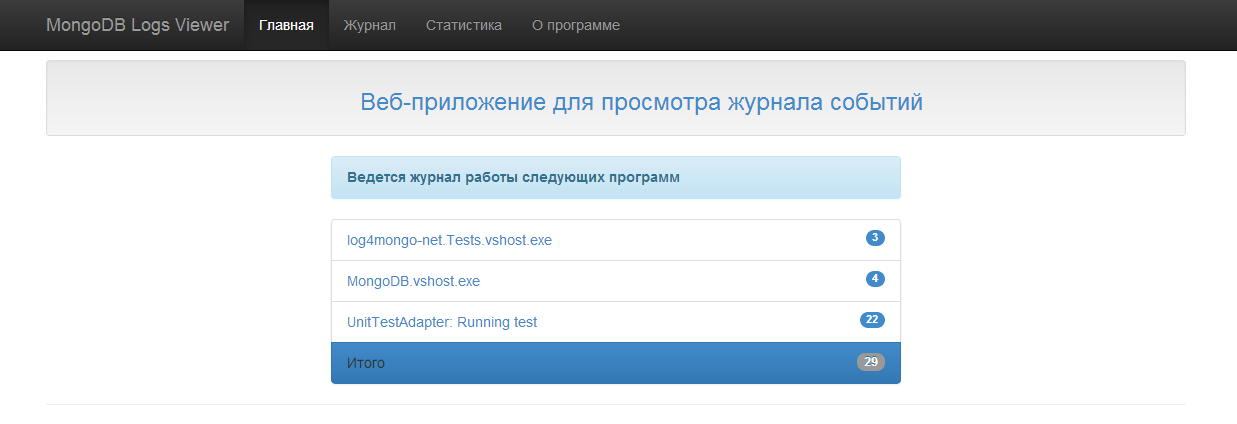 MongoDB Logs Viewer Главная Журнал Статистика О программе
Веб-приложение для просмотра журнала событий
Ведется журнал работы следующих программ
log4mongo-net.Tests.vshost.exe 3
MongoDB.vshost.exe 4
UnitTestAdapter: Running test 22
Итого 29